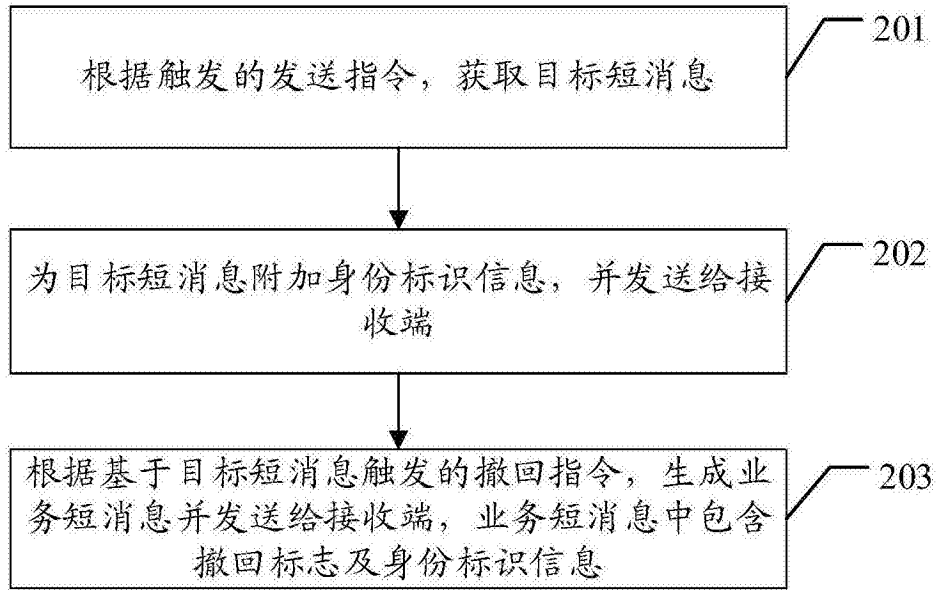 根据触发的发送指令，获取目标短消息
201
为目标短消息附加身份标识信息，并发送给接
收端
202
根据基于目标短消息触发的撤回指令，生成业
务短消息并发送给接收端，业务短消息中包含
撤回标志及身份标识信息
203